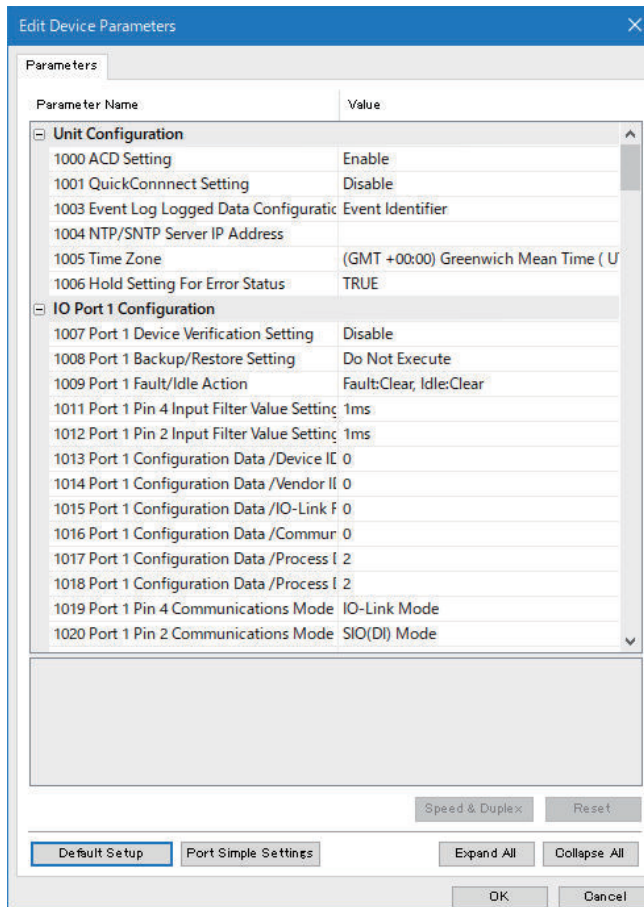 Edit Device Parameters
Parameters
Parameter Name Value
Unit Configuration
1000 ACD Setting Enable
1001 QuickConnnect Setting Disable
1003 Event Log Logged Data Configuratic Event Identifier
1004 NTP/SNTP Server IP Address
1005 Time Zone (GMT +00:00) Greenwich Mean Time ( U
1006 Hold Setting For Error Status TRUE
IO Port 1 Configuration
1007 Port 1 Device Verification Setting Disable
1008 Port 1 Backup/Restore Setting Do Not Execute
1009 Port 1 Fault/Idle Action Fault:Clear, Idle:Clear
1011 Port 1 Pin 4 Input Filter Value Setting 1ms
1012 Port 1 Pin 2 Input Filter Value Setting 1ms
1013 Port 1 Configuration Data /Device ID 0
1014 Port 1 Configuration Data /Vendor ID 0
1015 Port 1 Configuration Data /IO-Link F 0
1016 Port 1 Configuration Data /Commur 0
1017 Port 1 Configuration Data /Process D 2
1018 Port 1 Configuration Data /Process D 2
1019 Port 1 Pin 4 Communications Mode IO-Link Mode
1020 Port 1 Pin 2 Communications Mode SIO(DI) Mode
Speed & Duplex Reset
Default Setup Port Simple Settings Expand All Collapse All
OK Cancel